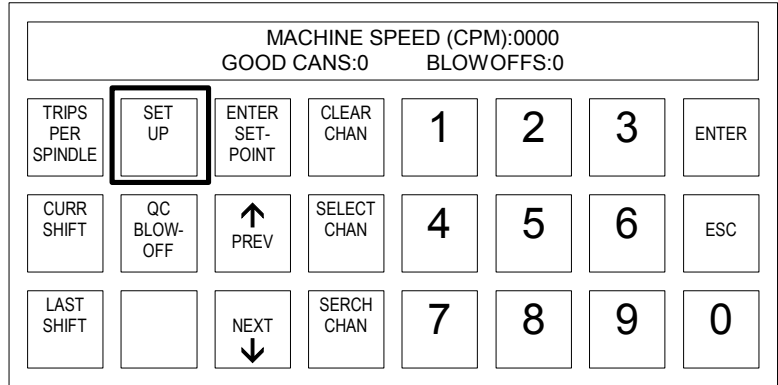 MACHINE SPEED (CPM):0000
GOOD CANS:0 BLOWOFFS:0
TRIPS
PER
SPINDLE
SET
UP
ENTER
SET-
POINT
CLEAR
CHAN
1
2
3
ENTER
CURR
SHIFT
QC
BLOW-
OFF
↑
PREV
SELECT
CHAN
4
5
6
ESC
LAST
SHIFT
NEXT
↓
SERCH
CHAN
7
8
9
0